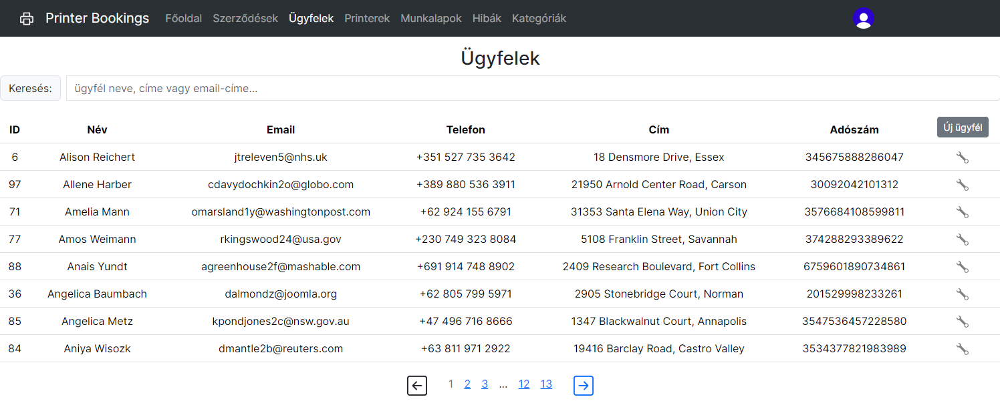 Printer Bookings Főoldal Szerződések Ügyfelek Printerek Munkalapok Hibák Kategóriák
Ügyfelek
Keresés: ügyfél neve, címe vagy email-címe...
ID Név Email Telefon Cím Adószám Új ügyfél
6 Alison Reichert jtreleven5@nhs.uk +351 527 735 3642 18 Densmore Drive, Essex 345675888286047
97 Allene Harber cdavydochkin2o@globo.com +389 880 536 3911 21950 Arnold Center Road, Carson 30092042101312
71 Amelia Mann omarsland1y@washingtonpost.com +62 924 155 6791 31353 Santa Elena Way, Union City 3576684108599811
77 Amos Weimann rkingswood24@usa.gov +230 749 323 8084 5108 Franklin Street, Savannah 374288293389622
88 Anais Yundt agreenhouse2f@mashable.com +691 914 748 8902 2409 Research Boulevard, Fort Collins 6759601890734861
36 Angelica Baumbach dalmondz@joomla.org +62 805 799 5971 2905 Stonebridge Court, Norman 201529998233261
85 Angelica Metz kpondjones2c@nsw.gov.au +47 496 716 8666 1347 Blackwalnut Court, Annapolis 3547536457228580
84 Aniya Wisozk dmantle2b@reuters.com +63 811 971 2922 19416 Barclay Road, Castro Valley 3534377821983989
1 2 3 ... 12 13